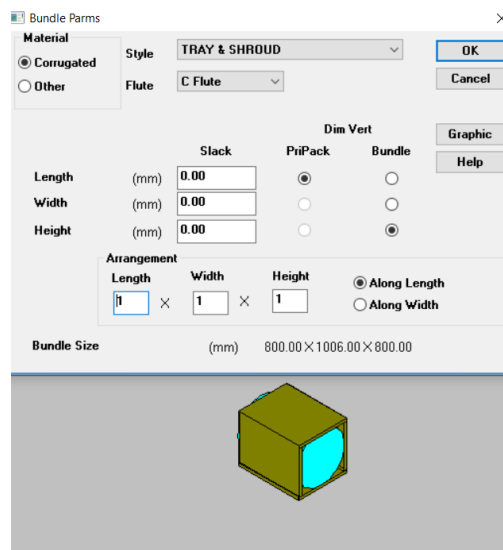 Bundle Parms
Material
Corrugated
Other
Style TRAY & SHROUD
Flute C Flute
OK
Cancel
Graphic
Help
Dim Vert
Slack PriPack Bundle
Length (mm) 0.00
Width (mm) 0.00
Height (mm) 0.00
Arrangement
Length Width Height
1 × 1 × 1
Along Length
Along Width
Bundle Size (mm) 800.00×1006.00×800.00